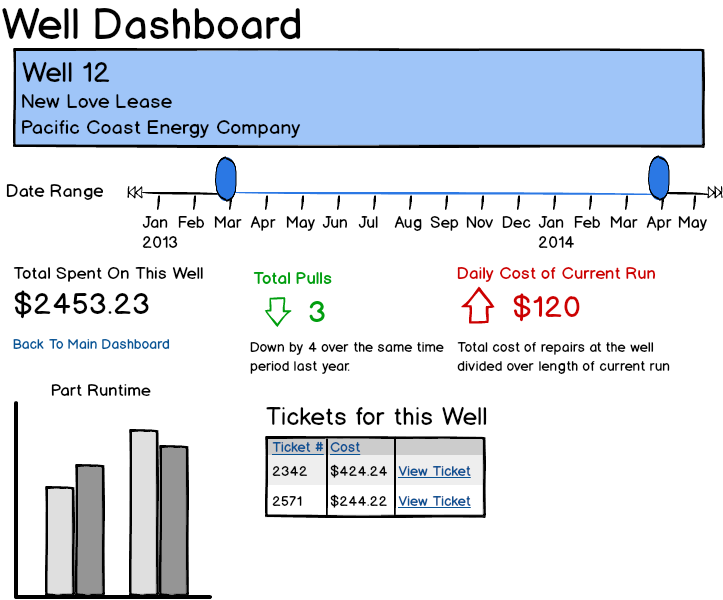 Well Dashboard
Well 12
New Love Lease
Pacific Coast Energy Company
Date Range
Jan Feb Mar Apr May Jun Jul Aug Sep Nov Dec Jan Feb Mar Apr May
2013 2014
Total Spent On This Well
$2453.23
Back To Main Dashboard
Total Pulls
3
Down by 4 over the same time
period last year.
Daily Cost of Current Run
$120
Total cost of repairs at the well
divided over length of current run
Part Runtime
Tickets for this Well
Ticket # Cost
2342 $424.24 View Ticket
2571 $244.22 View Ticket